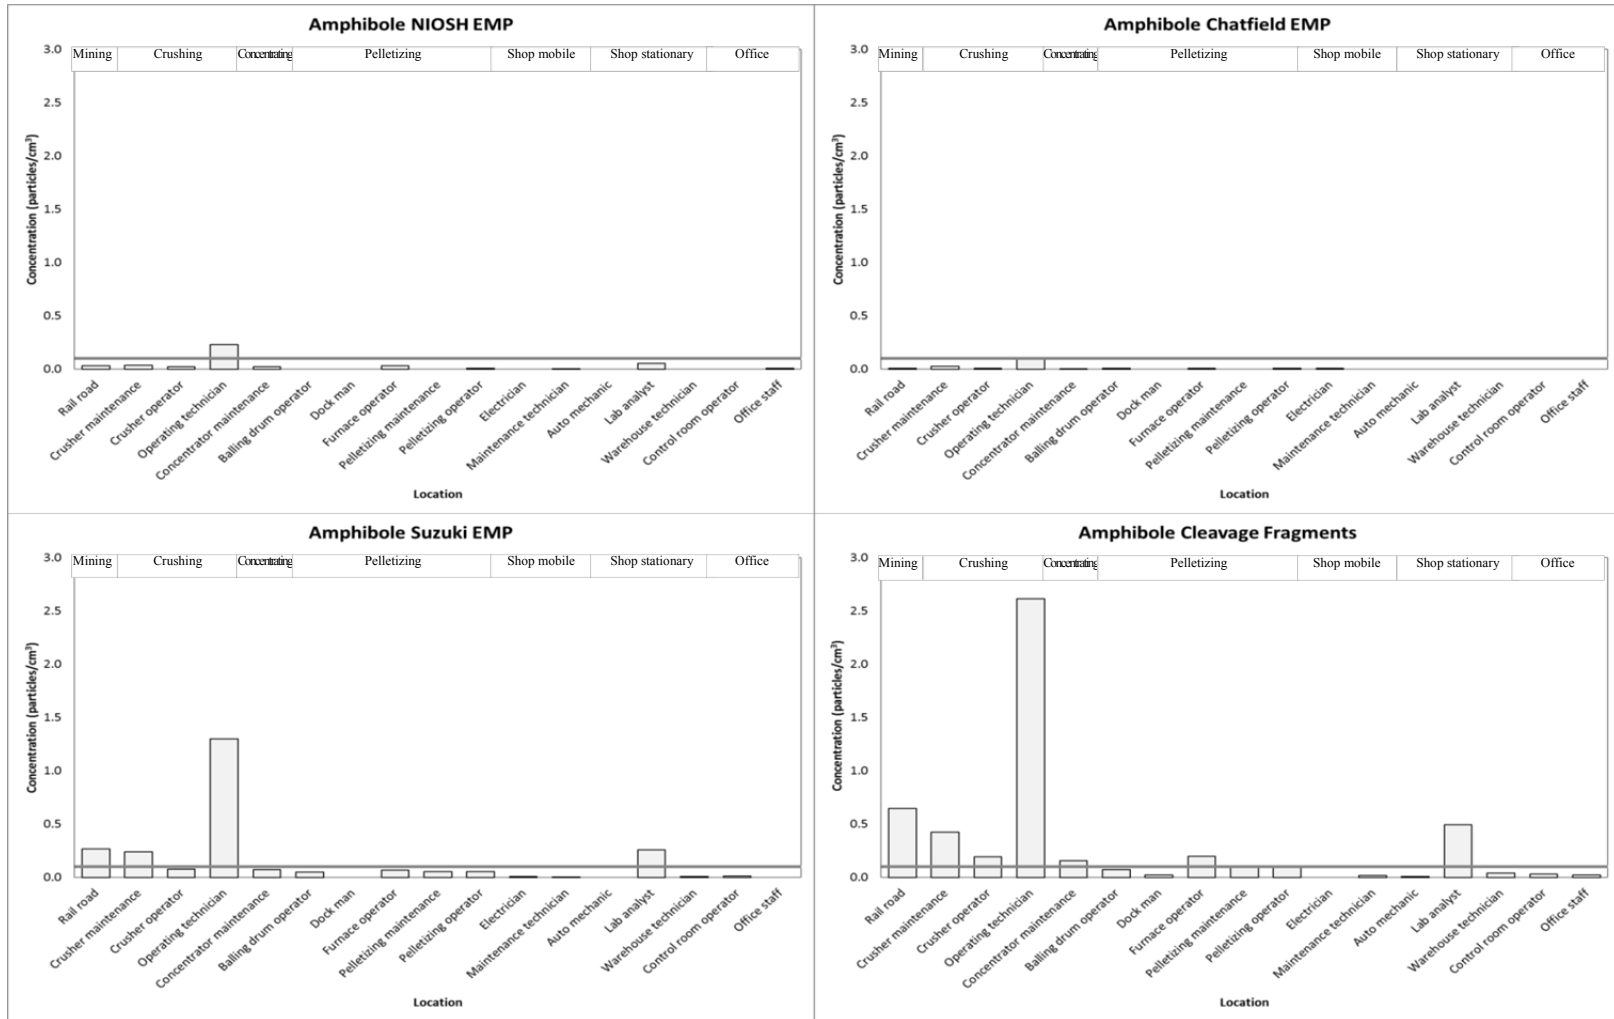 Amphibole NIOSH EMP
3.0
Mining
Crushing
Concentrating
Pelletizing
Shop mobile
Shop stationary
Office
2.5
2.0
1.5
1.0
0.5
0.0
Concentration (particles/cm³)
Rail road
Crusher maintenance
Crusher operator
Operating technician
Concentrator maintenance
Balling drum operator
Dock man
Furnace operator
Pelletizing maintenance
Pelletizing operator
Electrician
Maintenance technician
Auto mechanic
Lab analyst
Warehouse technician
Control room operator
Office staff
Location
Amphibole Chatfield EMP
3.0
Mining
Crushing
Concentrating
Pelletizing
Shop mobile
Shop stationary
Office
2.5
2.0
1.5
1.0
0.5
0.0
Concentration (particles/cm³)
Rail road
Crusher maintenance
Crusher operator
Operating technician
Concentrator maintenance
Balling drum operator
Dock man
Furnace operator
Pelletizing maintenance
Pelletizing operator
Electrician
Maintenance technician
Auto mechanic
Lab analyst
Warehouse technician
Control room operator
Office staff
Location
Amphibole Suzuki EMP
3.0
Mining
Crushing
Concentrating
Pelletizing
Shop mobile
Shop stationary
Office
2.5
2.0
1.5
1.0
0.5
0.0
Concentration (particles/cm³)
Rail road
Crusher maintenance
Crusher operator
Operating technician
Concentrator maintenance
Balling drum operator
Dock man
Furnace operator
Pelletizing maintenance
Pelletizing operator
Electrician
Maintenance technician
Auto mechanic
Lab analyst
Warehouse technician
Control room operator
Office staff
Location
Amphibole Cleavage Fragments
3.0
Mining
Crushing
Concentrating
Pelletizing
Shop mobile
Shop stationary
Office
2.5
2.0
1.5
1.0
0.5
0.0
Concentration (particles/cm³)
Rail road
Crusher maintenance
Crusher operator
Operating technician
Concentrator maintenance
Balling drum operator
Dock man
Furnace operator
Pelletizing maintenance
Pelletizing operator
Electrician
Maintenance technician
Auto mechanic
Lab analyst
Warehouse technician
Control room operator
Office staff
Location